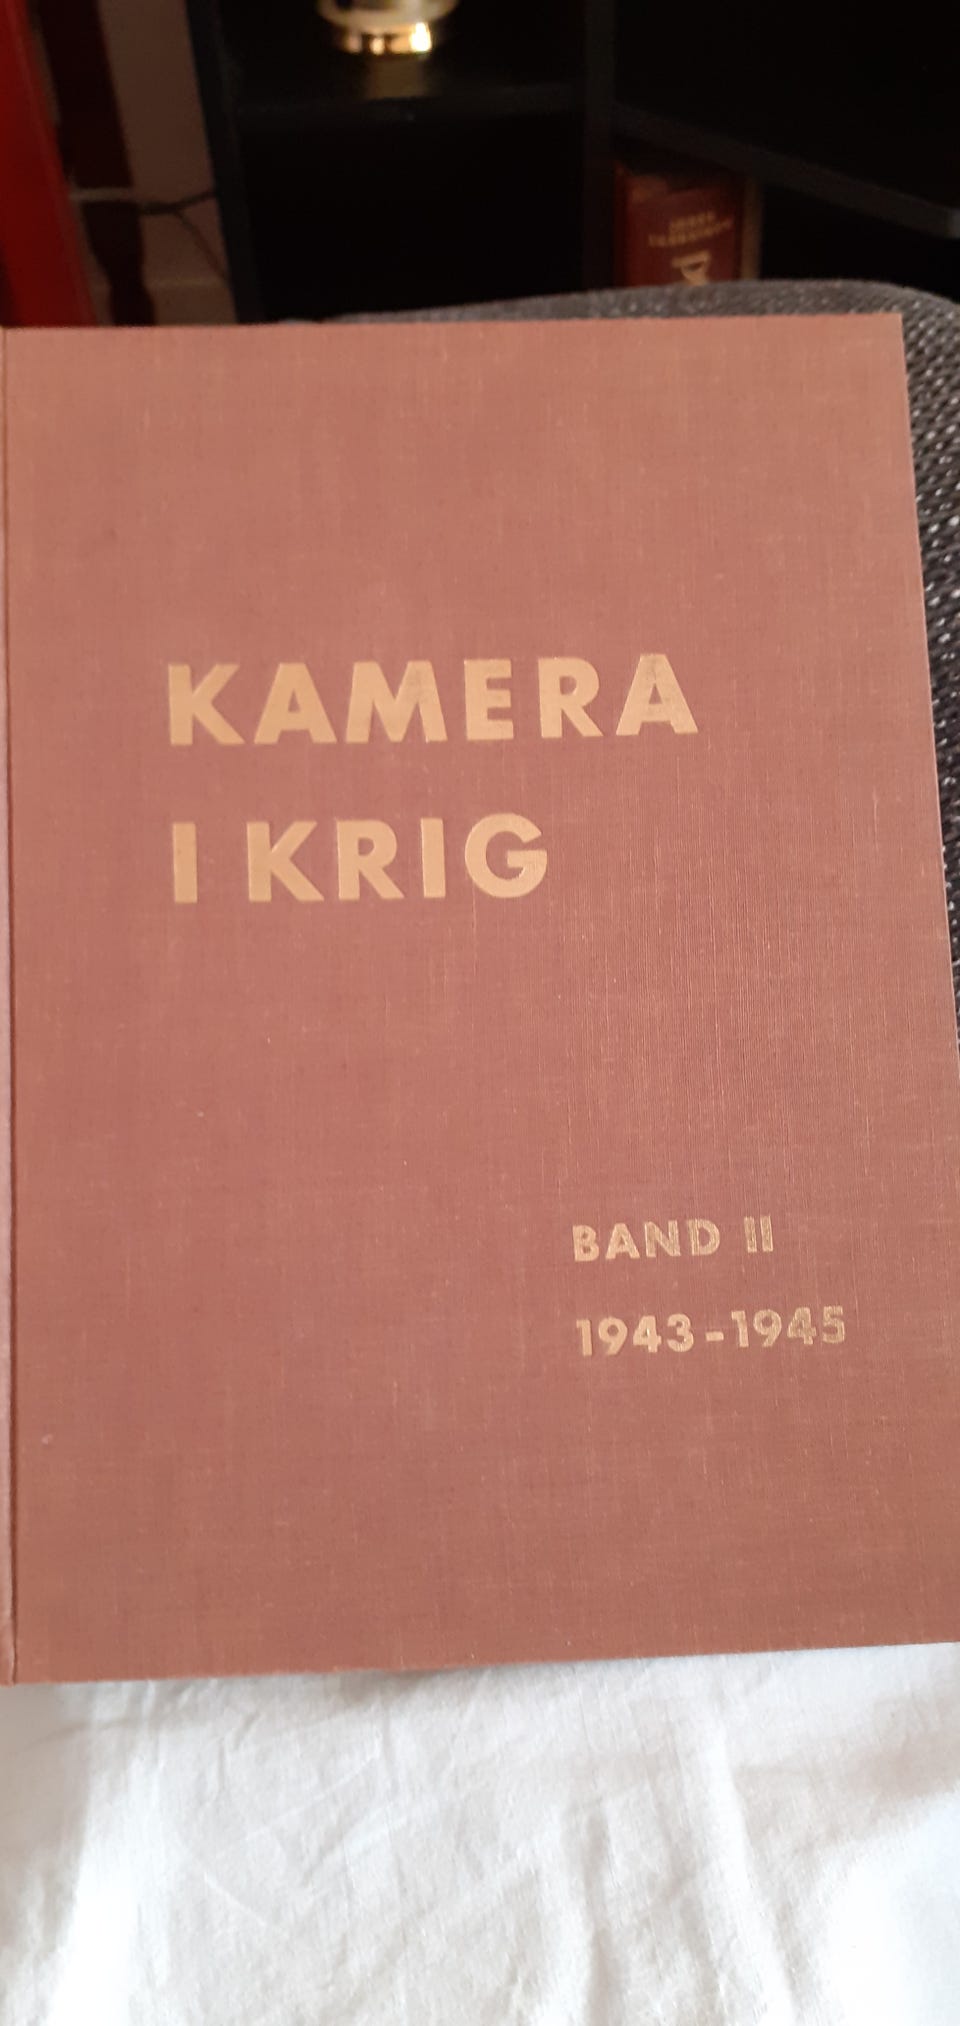 KAMERA
I KRIG
BAND II
1943-1945